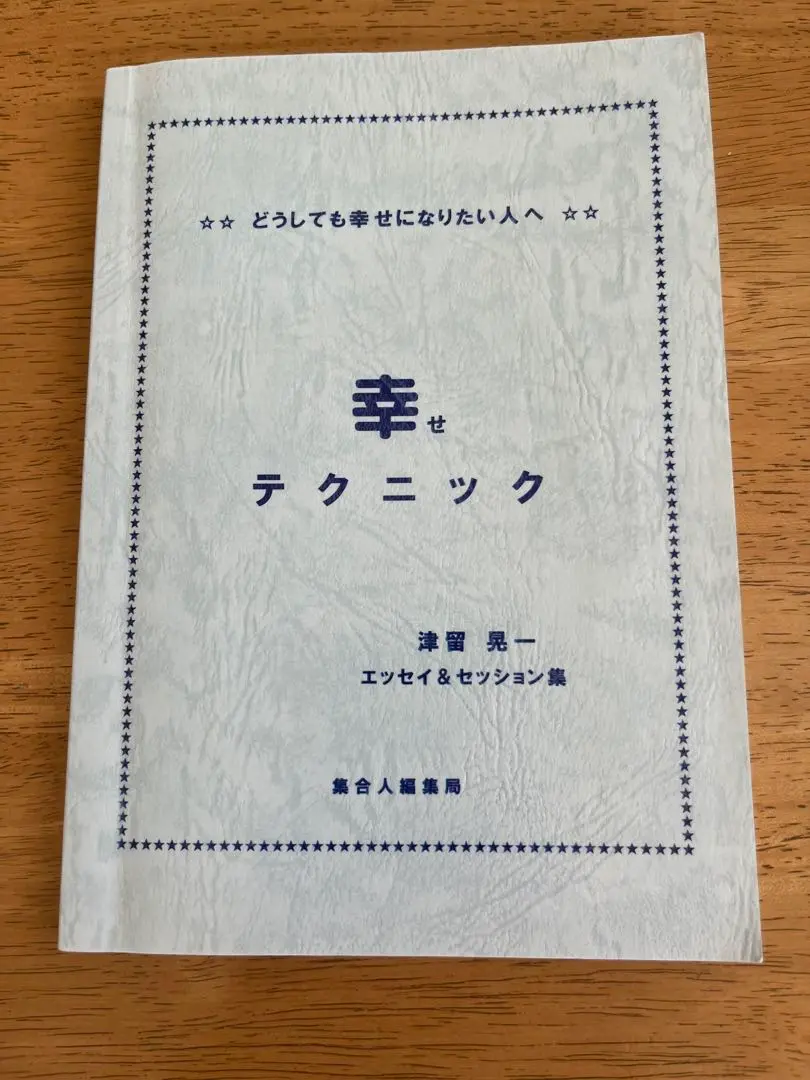 ☆☆ どうしても幸せになりたい人へ ☆☆
幸せ
テクニック
津留 晃一
エッセイ＆セッション集
集合人編集局